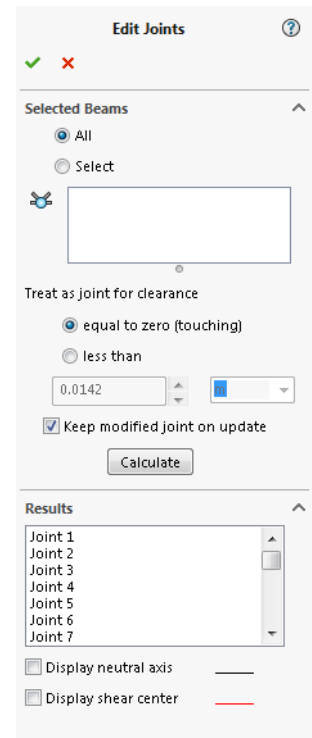 Edit Joints
Selected Beams
All
Select
Treat as joint for clearance
equal to zero (touching)
less than
0.0142 m
Keep modified joint on update
Calculate
Results
Joint 1
Joint 2
Joint 3
Joint 4
Joint 5
Joint 6
Joint 7
Display neutral axis
Display shear center